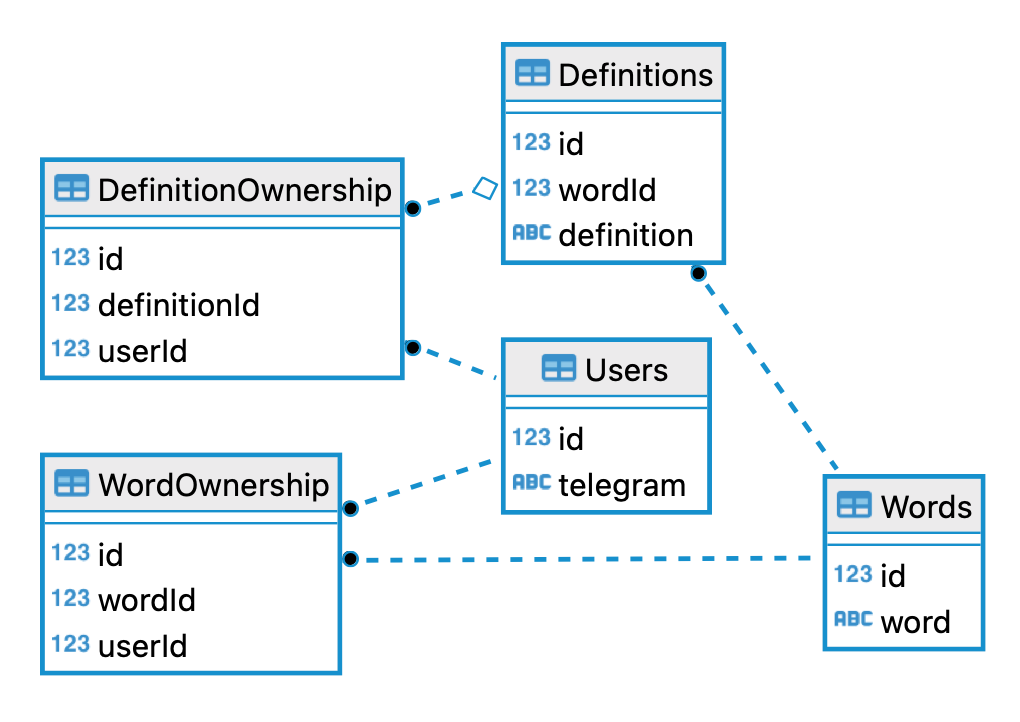 Definitions
123 id
123 wordId
ABC definition
DefinitionOwnership
123 id
123 definitionId
123 userId
Users
123 id
ABC telegram
WordOwnership
123 id
123 wordId
123 userId
Words
123 id
ABC word